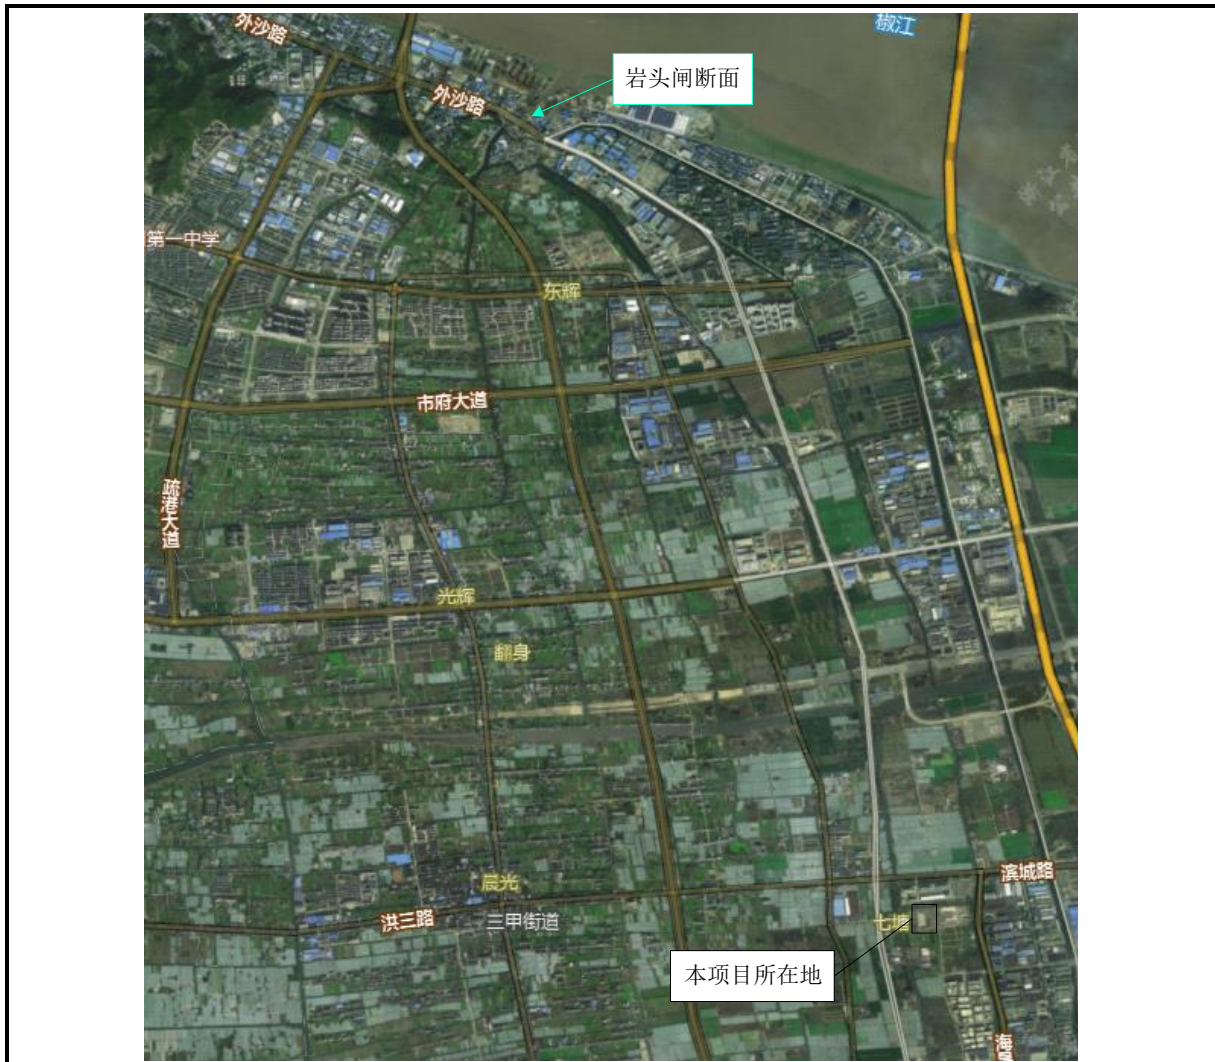 外沙路
椒江
岩头闸断面
外沙路
第一中学
东辉
市府大道
疏港大道
光辉
翻身
晨光
滨城路
洪三路
三甲街道
七塘
本项目所在地